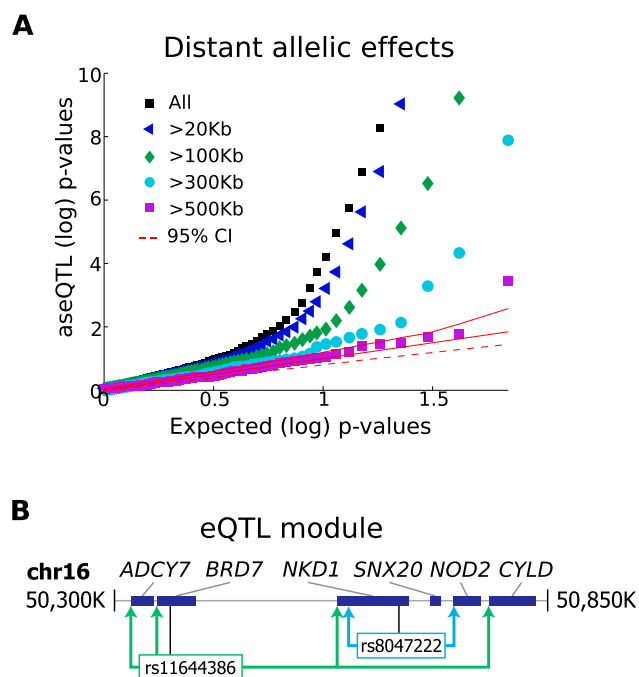 A
Distant allelic effects
aseQTL (log) p-values
10
8
6
4
2
0
All
>20Kb
>100Kb
>300Kb
>500Kb
95% CI
0 0.5 1 1.5
Expected (log) p-values
B
eQTL module
chr16 ADCY7 BRD7 NKD1 SNX20 NOD2 CYLD
50,300K 50,850K
rs8047222
rs11644386